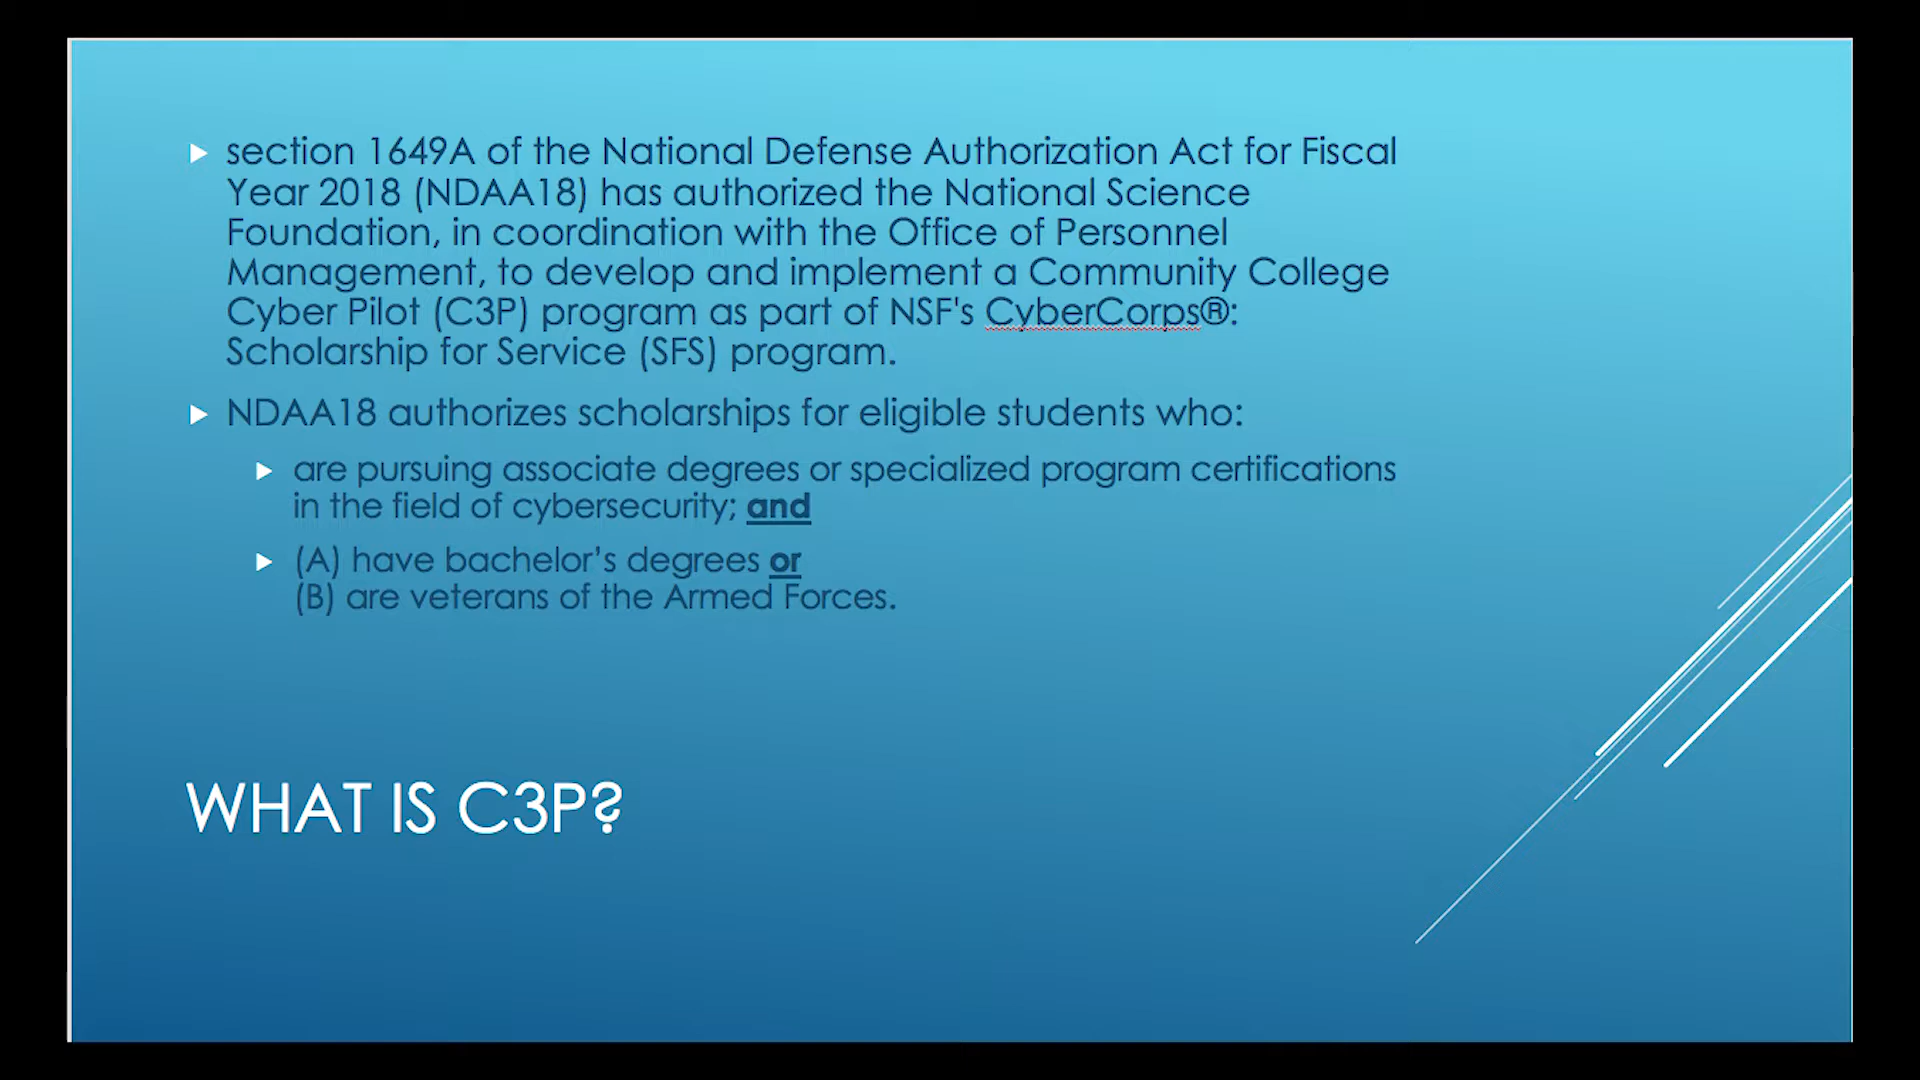 section 1649A of the National Defense Authorization Act for Fiscal
Year 2018 (NDAA18) has authorized the National Science
Foundation, in coordination with the Office of Personnel
Management, to develop and implement a Community College
Cyber Pilot (C3P) program as part of NSF's CyberCorps®:
Scholarship for Service (SFS) program.
NDAA18 authorizes scholarships for eligible students who:
are pursuing associate degrees or specialized program certifications
in the field of cybersecurity; and
(A) have bachelor’s degrees or
(B) are veterans of the Armed Forces.
WHAT IS C3P?